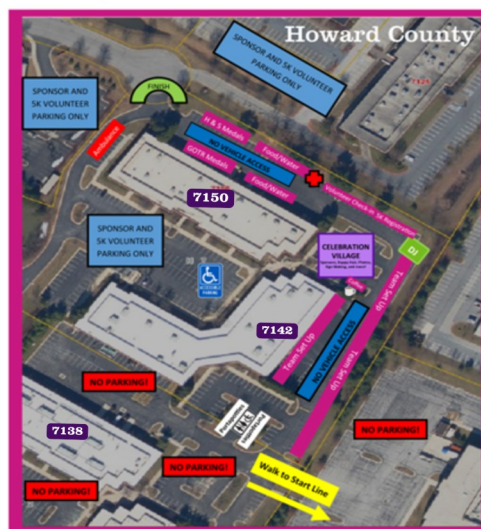 Howard County
SPONSOR AND
5K VOLUNTEER
PARKING ONLY
SPONSOR AND
5K VOLUNTEER
PARKING ONLY
FINISH
Ambulance
H & S Medals
Food/Water
NO VEHICLE ACCESS
GOTR Medals
Food/Water
Volunteer Check-in
5K Registration
7150
SPONSOR AND
5K VOLUNTEER
PARKING ONLY
CELEBRATION
VILLAGE
DJ
ACCESSIBLE
PARKING
Team Set Up
7142
Team Set Up
NO VEHICLE ACCESS
Team Set Up
NO PARKING!
7138
NO PARKING!
NO PARKING!
NO PARKING!
Walk to Start Line